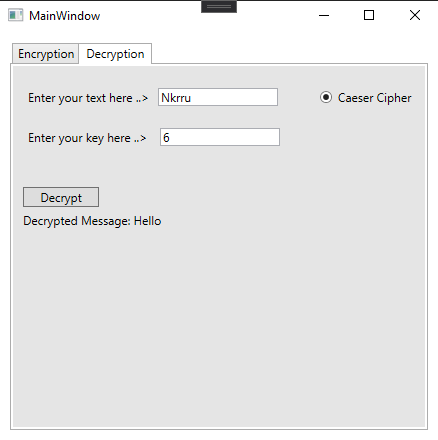 MainWindow
Encryption Decryption
Enter your text here ..> Nkrru Caeser Cipher
Enter your key here ..> 6
Decrypt
Decrypted Message: Hello